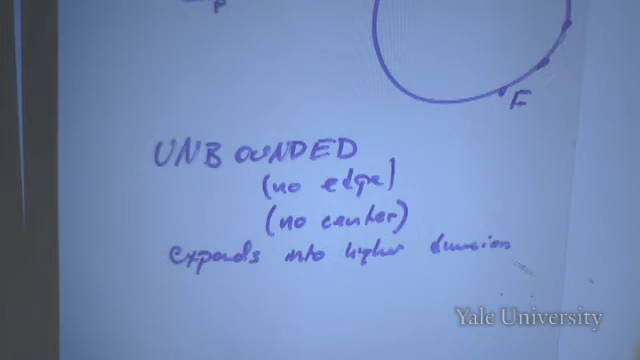 P
F
UNBOUNDED
(no edge)
(no center)
expands into higher dimension
Yale University